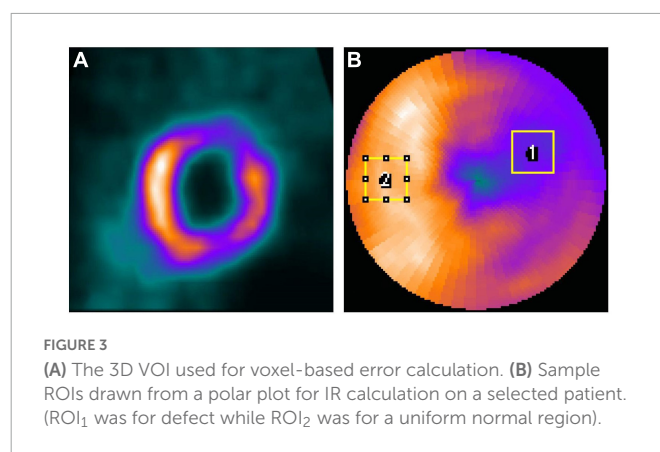 A
B
1
2
FIGURE 3
(A) The 3D VOI used for voxel-based error calculation. (B) Sample
ROIs drawn from a polar plot for IR calculation on a selected patient.
(ROI1 was for defect while ROI2 was for a uniform normal region).